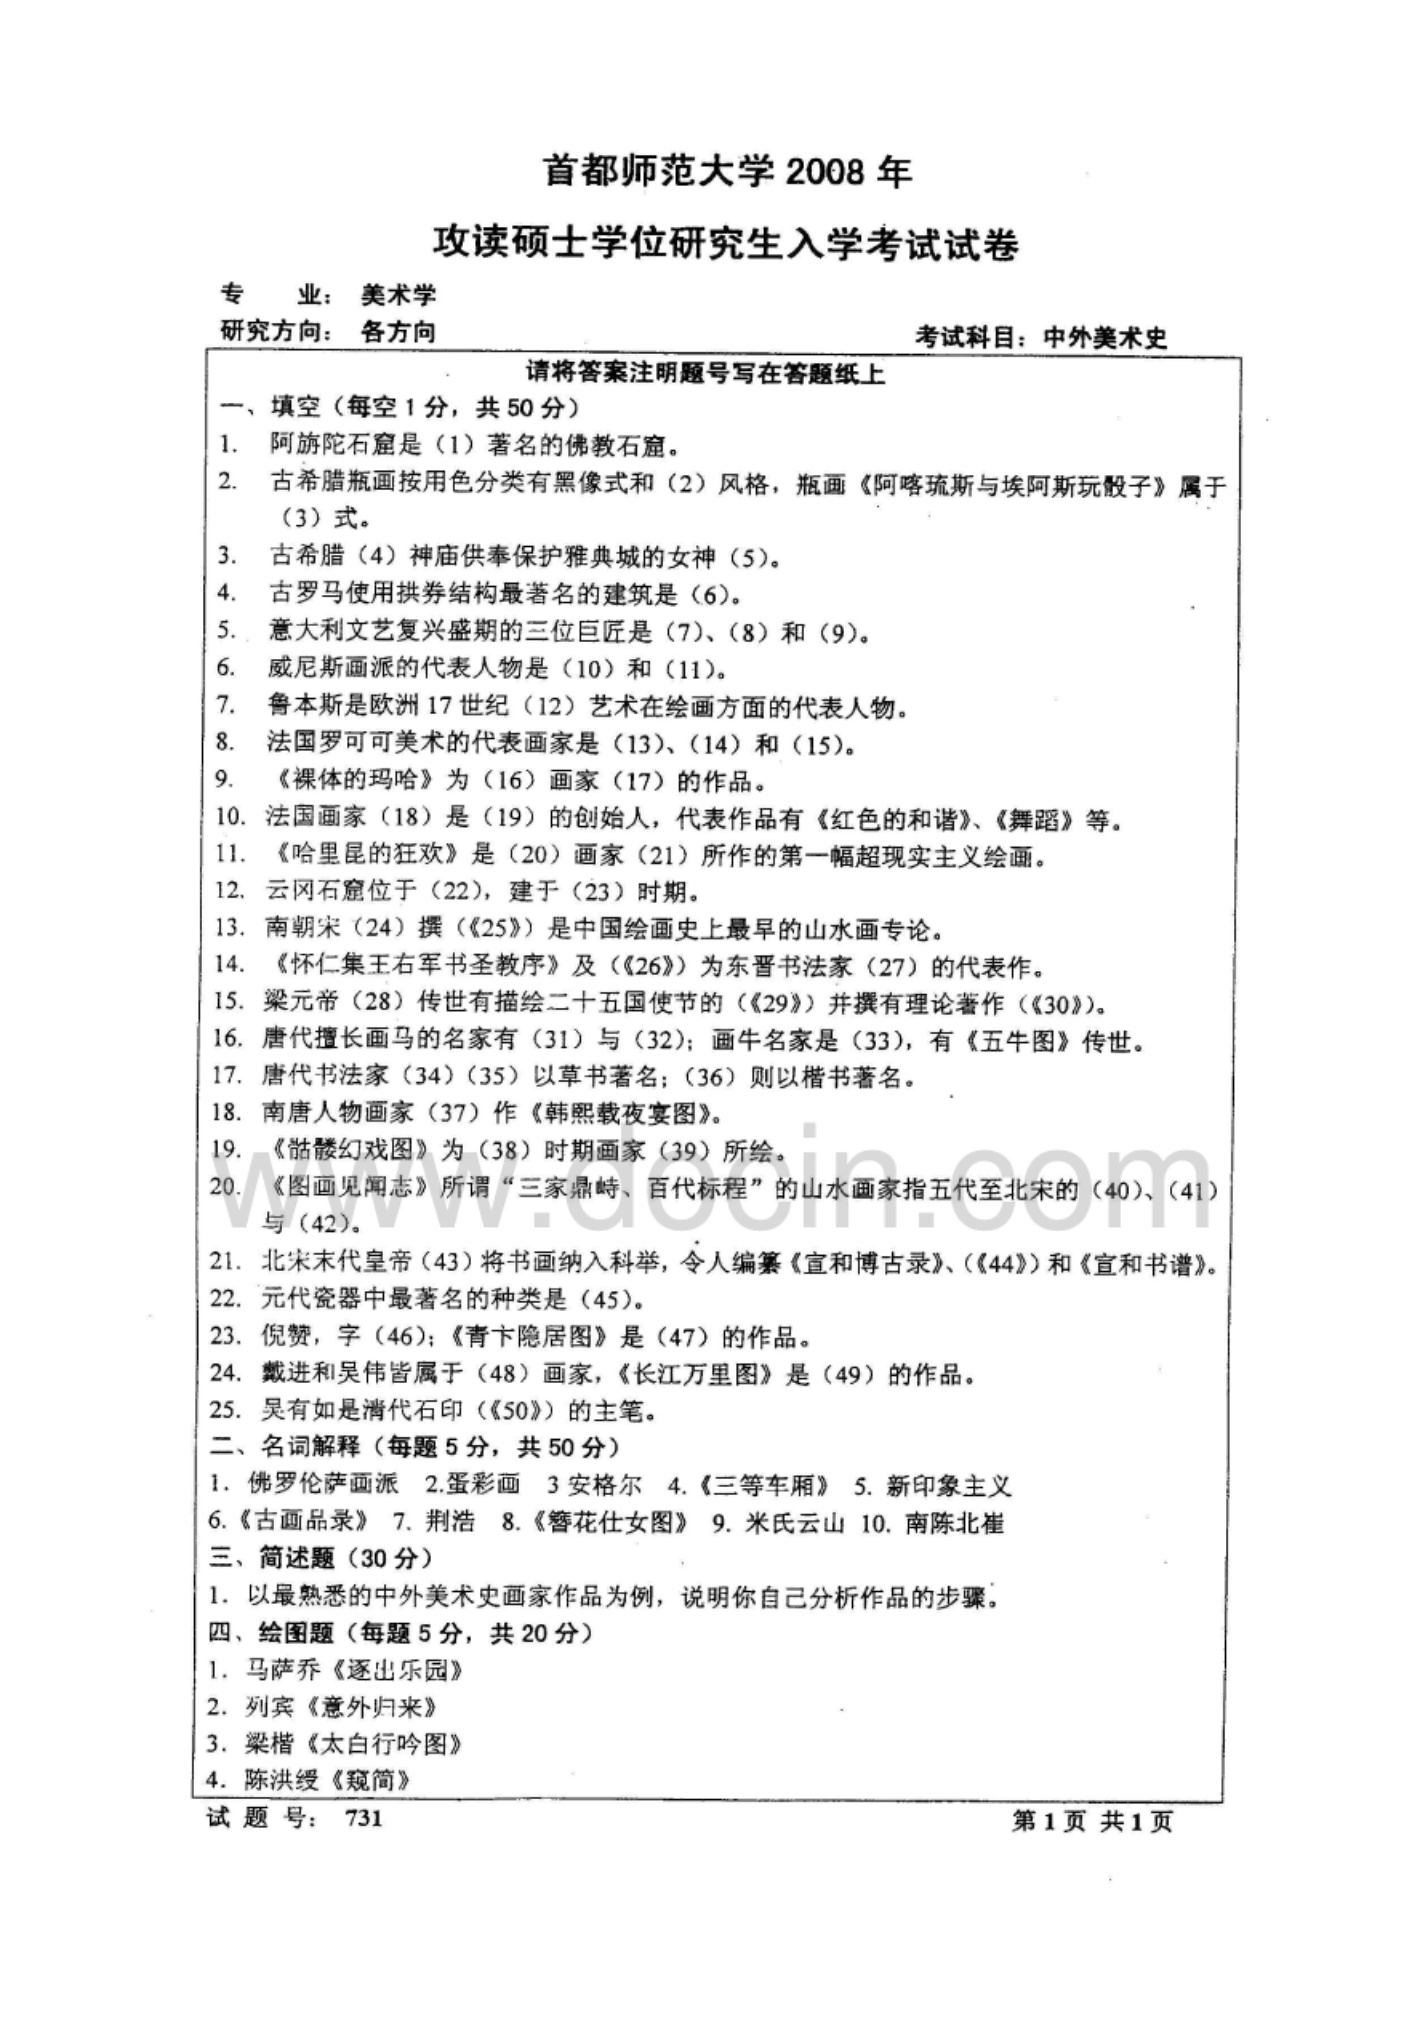 首都师范大学 2008 年
攻读硕士学位研究生入学考试试卷
专 业： 美术学
研究方向： 各方向 考试科目：中外美术史
请将答案注明题号写在答题纸上
一、填空（每空 1 分，共 50 分）
1. 阿旃陀石窟是（1）著名的佛教石窟。
2. 古希腊瓶画按用色分类有黑像式和（2）风格，瓶画《阿喀琉斯与埃阿斯玩骰子》属于
（3）式。
3. 古希腊（4）神庙供奉保护雅典城的女神（5）。
4. 古罗马使用拱券结构最著名的建筑是（6）。
5. 意大利文艺复兴盛期的三位巨匠是（7）、（8）和（9）。
6. 威尼斯画派的代表人物是（10）和（11）。
7. 鲁本斯是欧洲 17 世纪（12）艺术在绘画方面的代表人物。
8. 法国罗可可美术的代表画家是（13）、（14）和（15）。
9. 《裸体的玛哈》为（16）画家（17）的作品。
10. 法国画家（18）是（19）的创始人，代表作品有《红色的和谐》、《舞蹈》等。
11. 《哈里昆的狂欢》是（20）画家（21）所作的第一幅超现实主义绘画。
12. 云冈石窟位于（22），建于（23）时期。
13. 南朝宋（24）撰（《25》）是中国绘画史上最早的山水画专论。
14. 《怀仁集王右军书圣教序》及（《26》）为东晋书法家（27）的代表作。
15. 梁元帝（28）传世有描绘二十五国使节的（《29》）并撰有理论著作（《30》）。
16. 唐代擅长画马的名家有（31）与（32）；画牛名家是（33），有《五牛图》传世。
17. 唐代书法家（34）（35）以草书著名；（36）则以楷书著名。
18. 南唐人物画家（37）作《韩熙载夜宴图》。
19. 《骷髅幻戏图》为（38）时期画家（39）所绘。
20. 《图画见闻志》所谓“三家鼎峙、百代标程”的山水画家指五代至北宋的（40）、（41）
与（42）。
21. 北宋末代皇帝（43）将书画纳入科举，令人编纂《宣和博古录》、（《44》）和《宣和书谱》。
22. 元代瓷器中最著名的种类是（45）。
23. 倪赞，字（46）；《青卞隐居图》是（47）的作品。
24. 戴进和吴伟皆属于（48）画家，《长江万里图》是（49）的作品。
25. 吴有如是清代石印（《50》）的主笔。
二、名词解释（每题 5 分，共 50 分）
1. 佛罗伦萨画派 2.蛋彩画 3 安格尔 4.《三等车厢》 5. 新印象主义
6.《古画品录》 7. 荆浩 8.《簪花仕女图》 9. 米氏云山 10. 南陈北崔
三、简述题（30 分）
1. 以最熟悉的中外美术史画家作品为例，说明你自己分析作品的步骤。
四、绘图题（每题 5 分，共 20 分）
1. 马萨乔《逐出乐园》
2. 列宾《意外归来》
3. 梁楷《太白行吟图》
4. 陈洪绶《窥简》
试 题 号： 731 第 1 页 共 1 页
www.docin.com